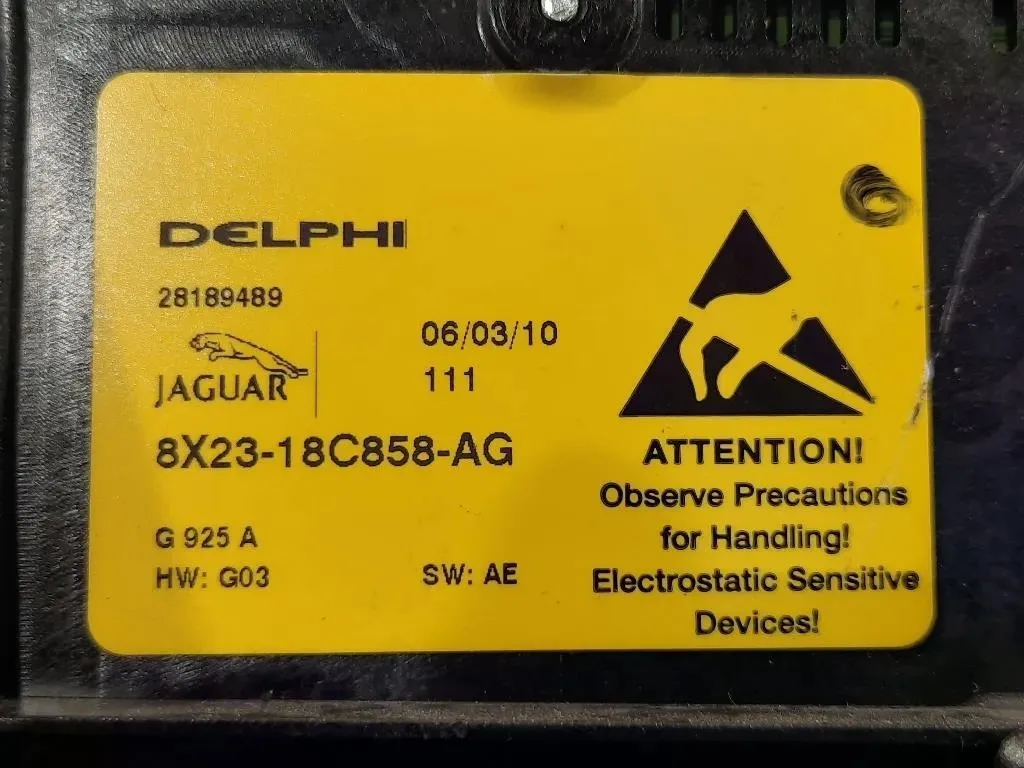 DELPHI
28189489
JAGUAR
06/03/10
111
8X23-18C858-AG
G 925 A
HW: G03
SW: AE
ATTENTION!
Observe Precautions
for Handling!
Electrostatic Sensitive
Devices!